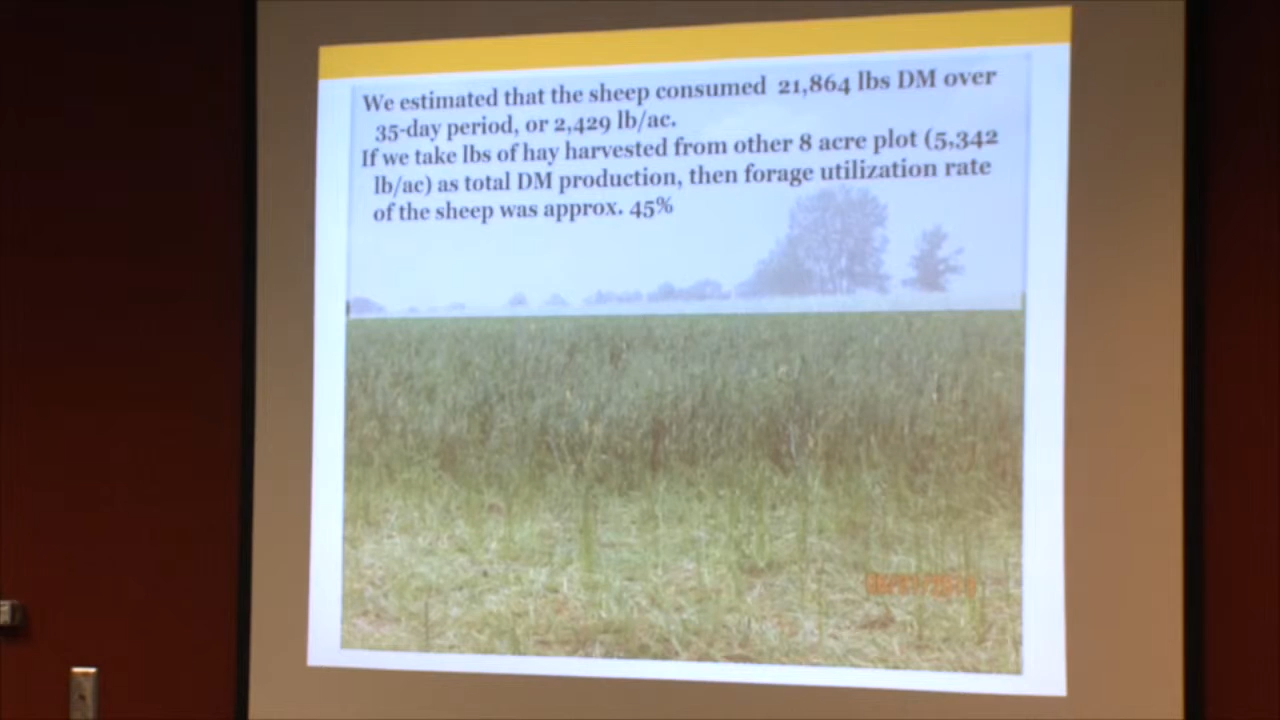 We estimated that the sheep consumed 21,864 lbs DM over
35-day period, or 2,429 lb/ac.
If we take lbs of hay harvested from other 8 acre plot (5,342
lb/ac) as total DM production, then forage utilization rate
of the sheep was approx. 45%